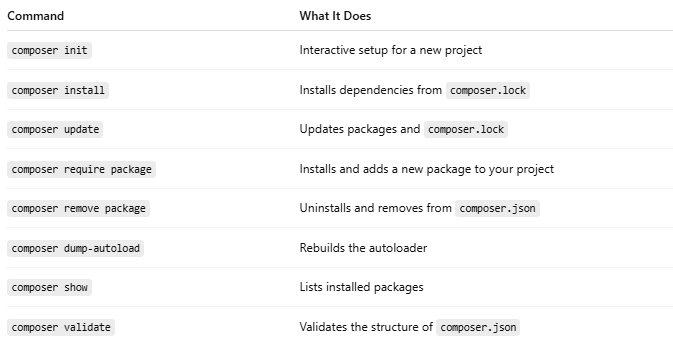 Command What It Does
composer init Interactive setup for a new project
composer install Installs dependencies from composer.lock
composer update Updates packages and composer.lock
composer require package Installs and adds a new package to your project
composer remove package Uninstalls and removes from composer.json
composer dump-autoload Rebuilds the autoloader
composer show Lists installed packages
composer validate Validates the structure of composer.json